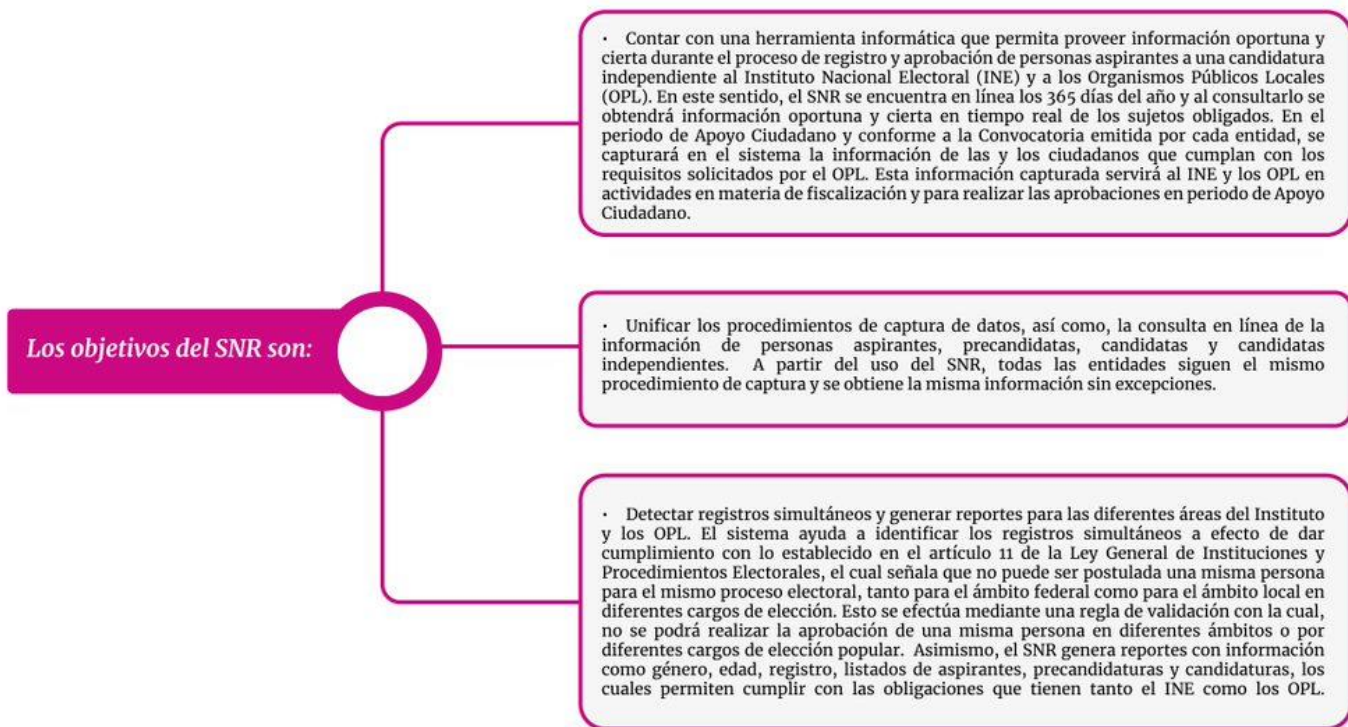 Los objetivos del SNR son:
• Contar con una herramienta informática que permita proveer información oportuna y
cierta durante el proceso de registro y aprobación de personas aspirantes a una candidatura
independiente al Instituto Nacional Electoral (INE) y a los Organismos Públicos Locales
(OPL). En este sentido, el SNR se encuentra en línea los 365 días del año y al consultarlo se
obtendrá información oportuna y cierta en tiempo real de los sujetos obligados. En el
periodo de Apoyo Ciudadano y conforme a la Convocatoria emitida por cada entidad, se
capturará en el sistema la información de las y los ciudadanos que cumplan con los
requisitos solicitados por el OPL. Esta información capturada servirá al INE y los OPL en
actividades en materia de fiscalización y para realizar las aprobaciones en periodo de Apoyo
Ciudadano.
• Unificar los procedimientos de captura de datos, así como, la consulta en línea de la
información de personas aspirantes, precandidatas, candidatas y candidatas
independientes. A partir del uso del SNR, todas las entidades siguen el mismo
procedimiento de captura y se obtiene la misma información sin excepciones.
• Detectar registros simultáneos y generar reportes para las diferentes áreas del Instituto
y los OPL. El sistema ayuda a identificar los registros simultáneos a efecto de dar
cumplimiento con lo establecido en el artículo 11 de la Ley General de Instituciones y
Procedimientos Electorales, el cual señala que no puede ser postulada una misma persona
para el mismo proceso electoral, tanto para el ámbito federal como para el ámbito local en
diferentes cargos de elección. Esto se efectúa mediante una regla de validación con la cual,
no se podrá realizar la aprobación de una misma persona en diferentes ámbitos o por
diferentes cargos de elección popular. Asimismo, el SNR genera reportes con información
como género, edad, registro, listados de aspirantes, precandidaturas y candidaturas, los
cuales permiten cumplir con las obligaciones que tienen tanto el INE como los OPL.